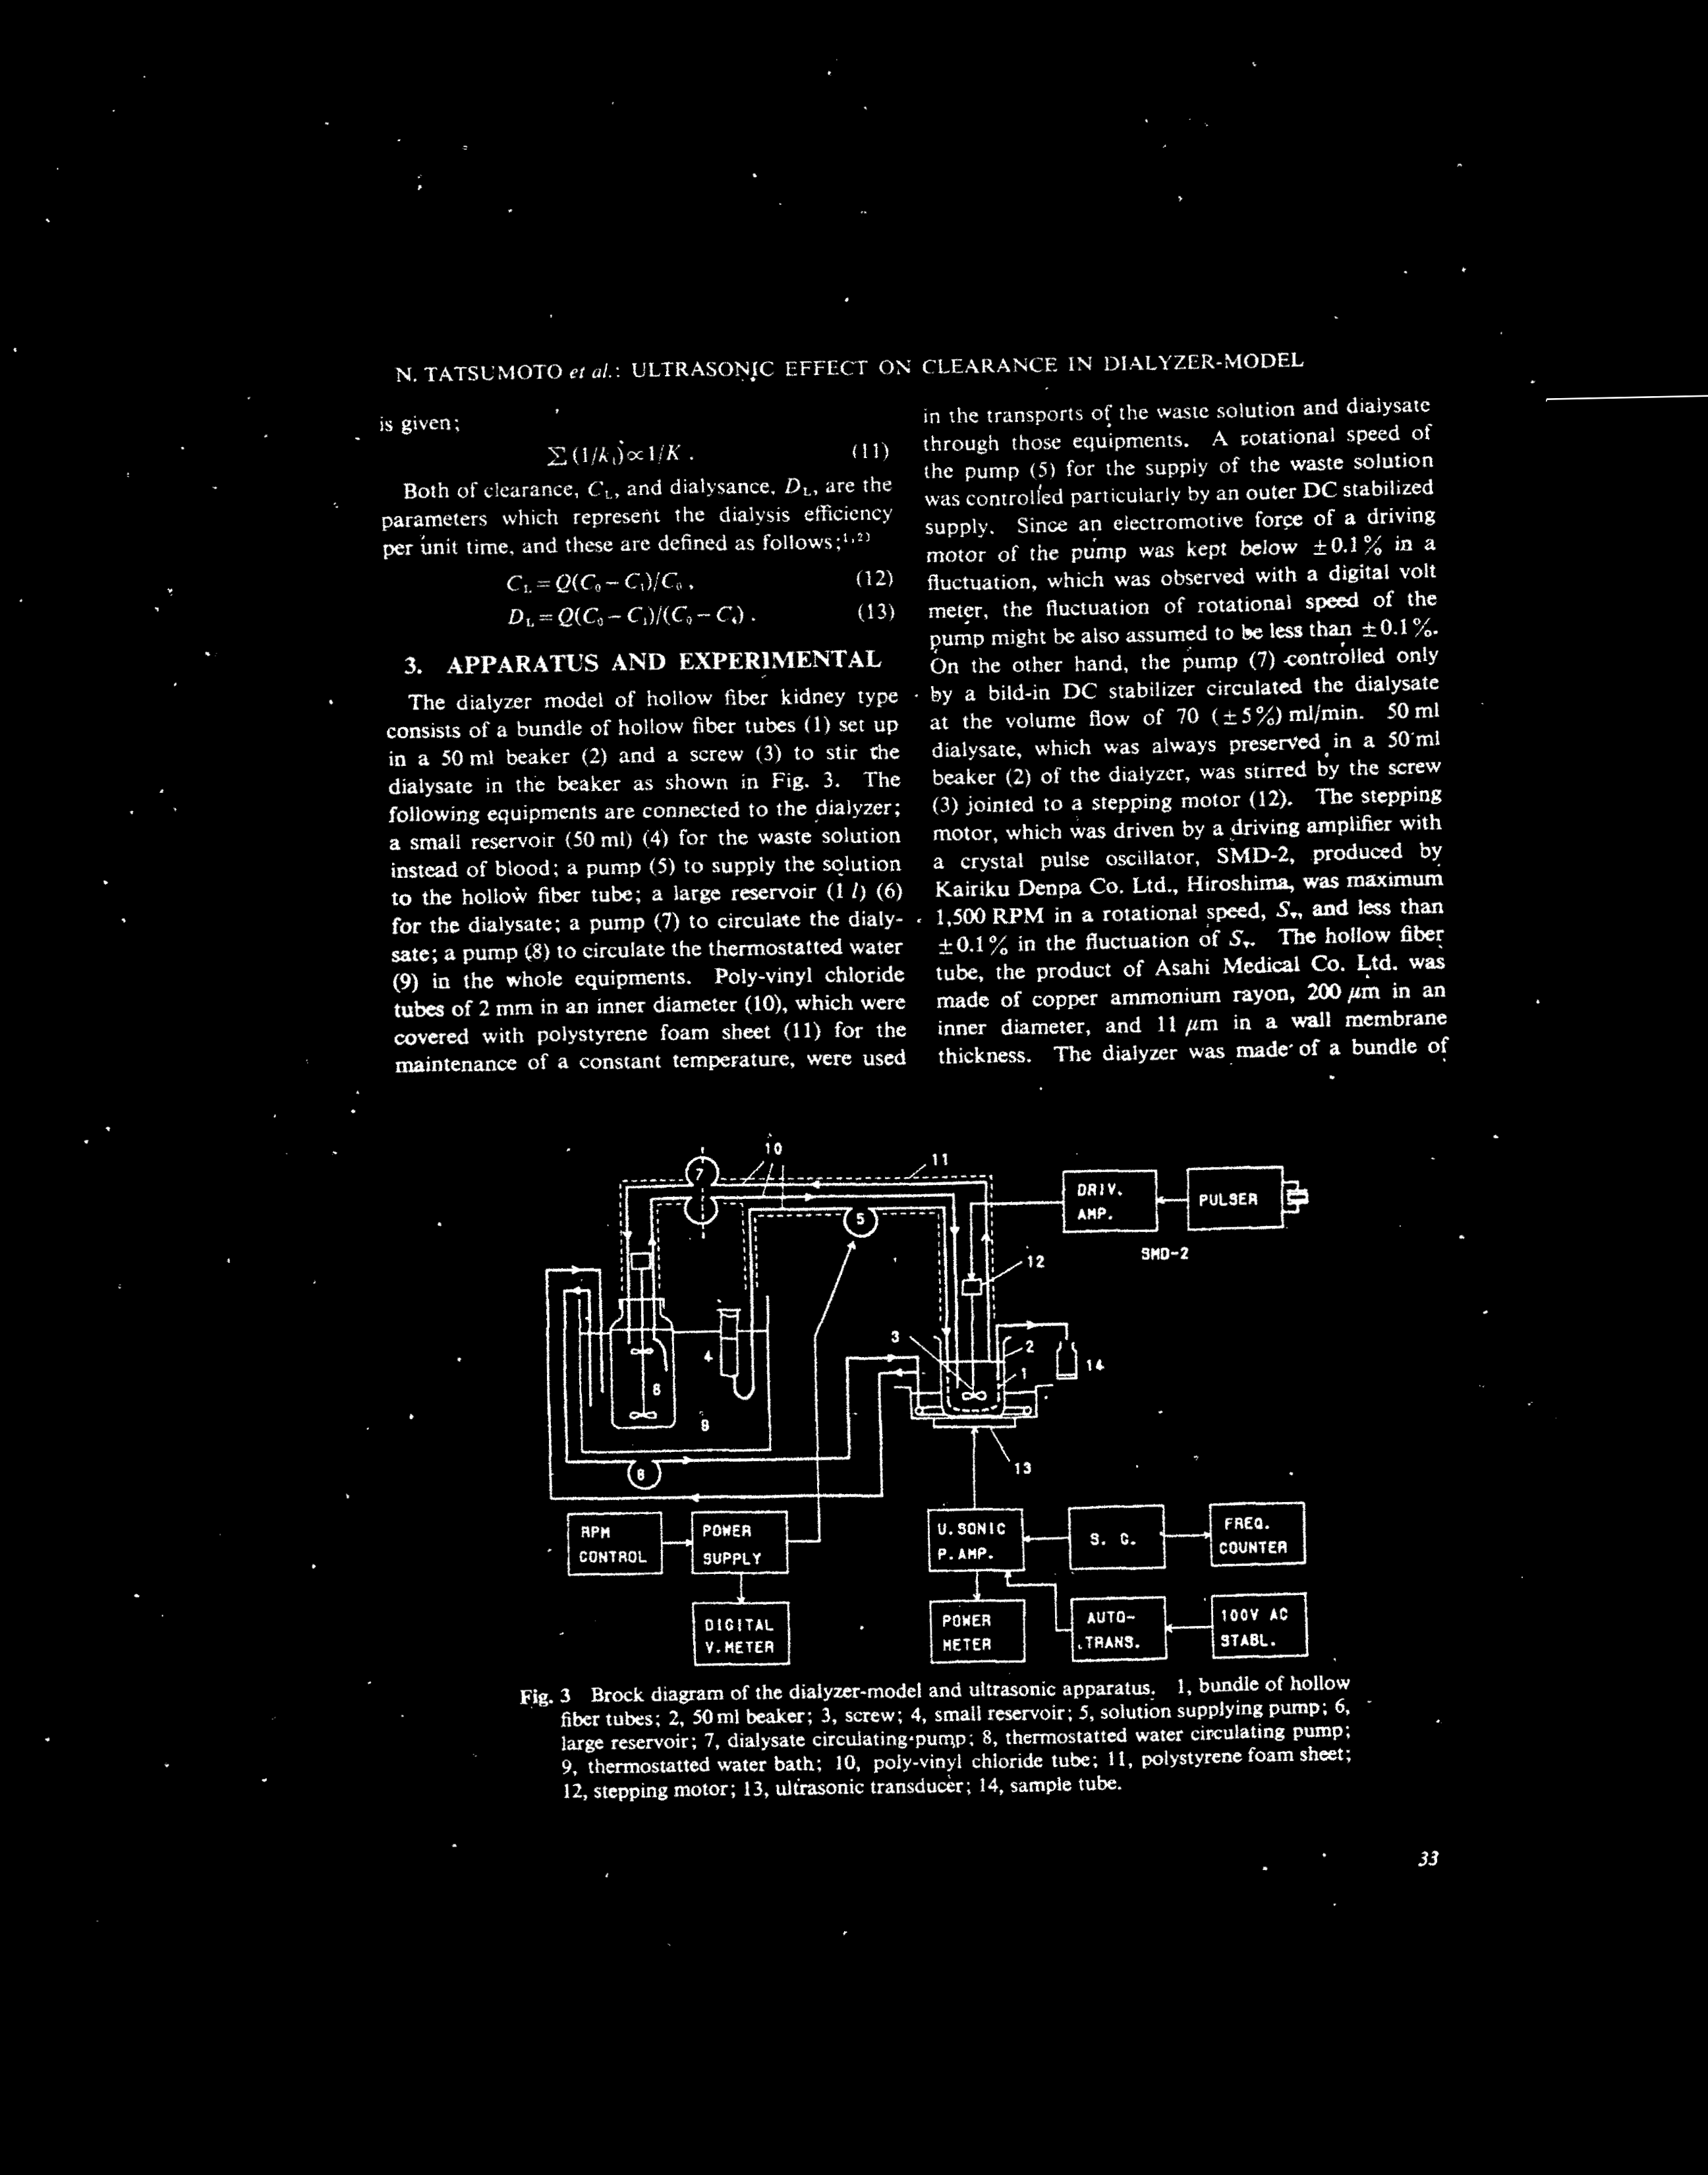 N. TATSUMOTO et al.: ULTRASONIC EFFECT ON CLEARANCE IN DIALYZER-MODEL
is given;
∑(1/kᵢ)∝1/K . (11)
Both of clearance, C_L, and dialysance, D_L, are the
parameters which represent the dialysis efficiency
per unit time, and these are defined as follows;¹,²⁾
C_L=Q(C₀−C₁)/C₀ , (12)
D_L=Q(C₀−C₁)/(C₀−C₄) . (13)
3. APPARATUS AND EXPERIMENTAL
The dialyzer model of hollow fiber kidney type
consists of a bundle of hollow fiber tubes (1) set up
in a 50 ml beaker (2) and a screw (3) to stir the
dialysate in the beaker as shown in Fig. 3. The
following equipments are connected to the dialyzer;
a small reservoir (50 ml) (4) for the waste solution
instead of blood; a pump (5) to supply the solution
to the hollow fiber tube; a large reservoir (1 l) (6)
for the dialysate; a pump (7) to circulate the dialy-
sate; a pump (8) to circulate the thermostatted water
(9) in the whole equipments. Poly-vinyl chloride
tubes of 2 mm in an inner diameter (10), which were
covered with polystyrene foam sheet (11) for the
maintenance of a constant temperature, were used
in the transports of the waste solution and dialysate
through those equipments. A rotational speed of
the pump (5) for the supply of the waste solution
was controlled particularly by an outer DC stabilized
supply. Since an electromotive force of a driving
motor of the pump was kept below ±0.1% in a
fluctuation, which was observed with a digital volt
meter, the fluctuation of rotational speed of the
pump might be also assumed to be less than ±0.1%.
On the other hand, the pump (7) controlled only
by a bild-in DC stabilizer circulated the dialysate
at the volume flow of 70 (±5%) ml/min. 50 ml
dialysate, which was always preserved in a 50 ml
beaker (2) of the dialyzer, was stirred by the screw
(3) jointed to a stepping motor (12). The stepping
motor, which was driven by a driving amplifier with
a crystal pulse oscillator, SMD-2, produced by
Kairiku Denpa Co. Ltd., Hiroshima, was maximum
1,500 RPM in a rotational speed, Sᵥ, and less than
±0.1% in the fluctuation of Sᵥ. The hollow fiber
tube, the product of Asahi Medical Co. Ltd. was
made of copper ammonium rayon, 200 μm in an
inner diameter, and 11 μm in a wall membrane
thickness. The dialyzer was made of a bundle of
10
11
7
5
DRIV.
AMP.
PULSER
SMD-2
12
3
2
4
1
14
6
9
8
13
RPM
CONTROL
POWER
SUPPLY
U.SONIC
P.AMP.
S. G.
FREQ.
COUNTER
DIGITAL
V.METER
POWER
METER
AUTO-
TRANS.
100V AC
STABL.
Fig. 3 Brock diagram of the dialyzer-model and ultrasonic apparatus. 1, bundle of hollow
fiber tubes; 2, 50 ml beaker; 3, screw; 4, small reservoir; 5, solution supplying pump; 6,
large reservoir; 7, dialysate circulating-pump; 8, thermostatted water circulating pump;
9, thermostatted water bath; 10, poly-vinyl chloride tube; 11, polystyrene foam sheet;
12, stepping motor; 13, ultrasonic transducer; 14, sample tube.
33